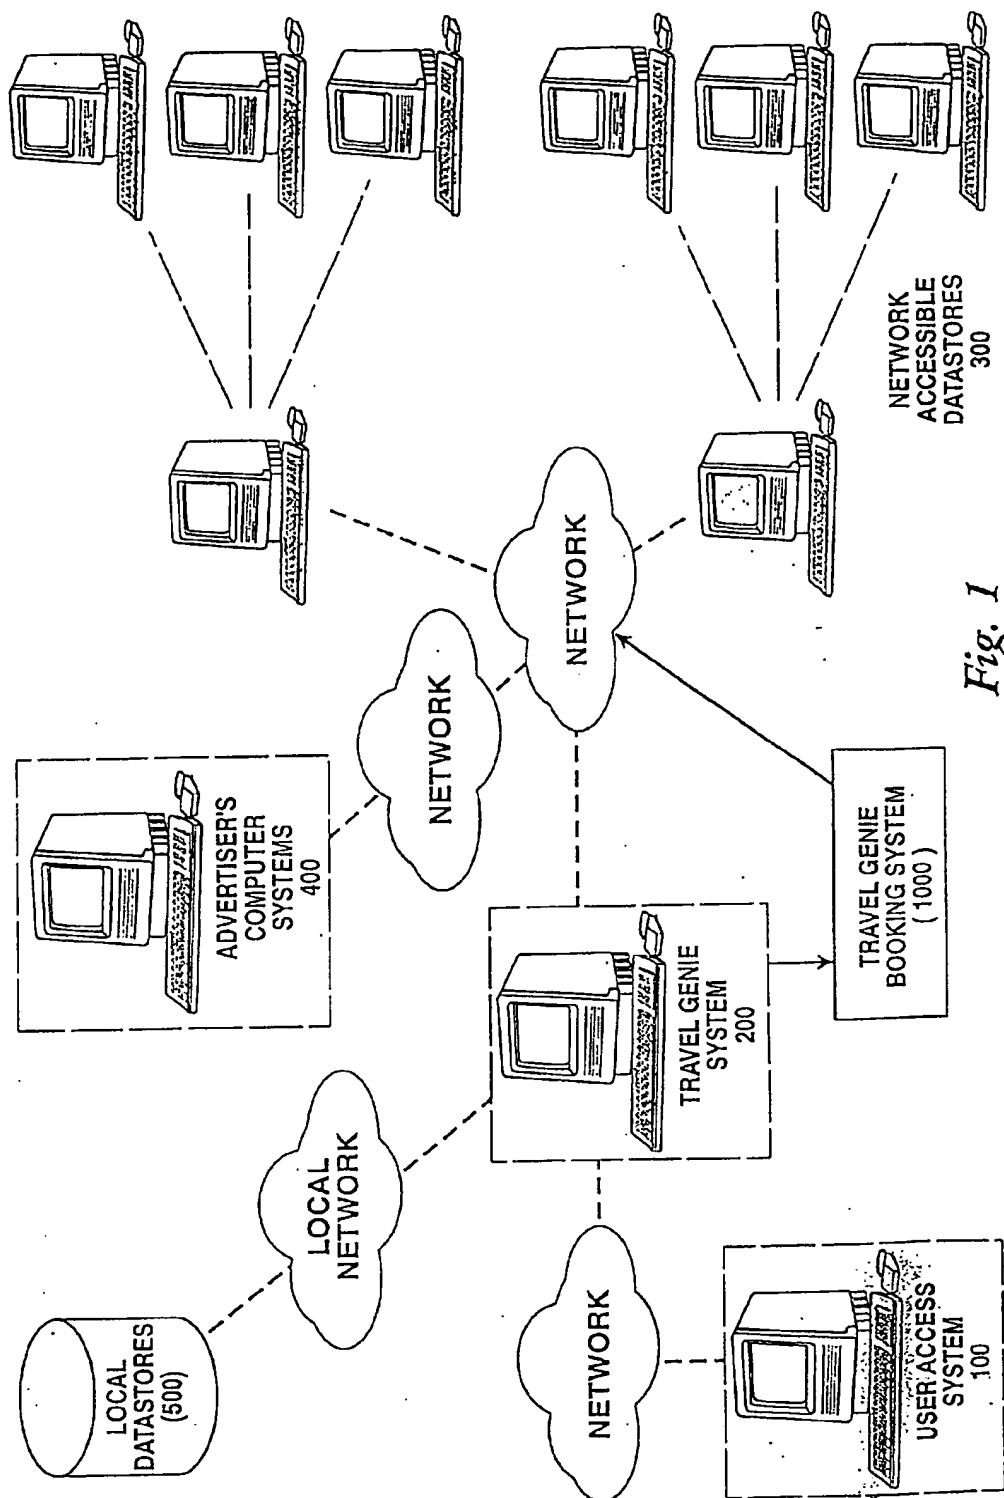 LOCAL
DATASTORES
(500)
LOCAL
NETWORK
ADVERTISER'S
COMPUTER
SYSTEMS
400
NETWORK
NETWORK
NETWORK
TRAVEL GENIE
SYSTEM
200
USER ACCESS
SYSTEM
100
TRAVEL GENIE
BOOKING SYSTEM
(1000)
NETWORK
ACCESSIBLE
DATASTORES
300
Fig. 1